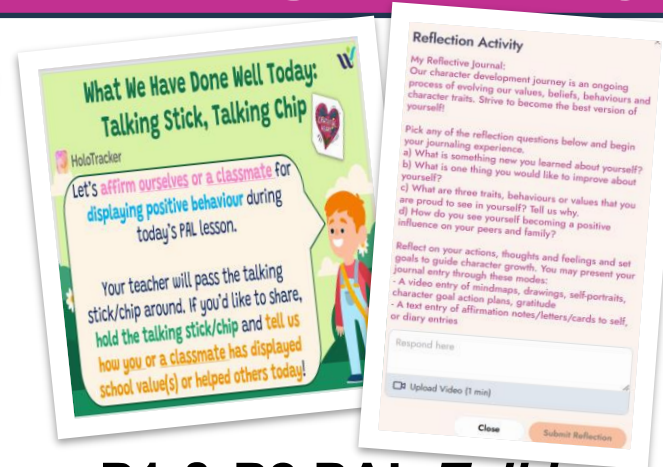 What We Have Done Well Today:
Talking Stick, Talking Chip
HoloTracker
Let's affirm ourselves or a classmate for
displaying positive behaviour during
today's PAL lesson.
Your teacher will pass the talking
stick/chip around. If you'd like to share,
hold the talking stick/chip and tell us
how you or a classmate has displayed
school value(s) or helped others today!
Reflection Activity
My Reflective Journal:
Our character development journey is an ongoing
process of evolving our values, beliefs, behaviours and
character traits. Strive to become the best version of
yourself!
Pick any of the reflection questions below and begin
your journaling experience.
a) What is something new you learned about yourself?
b) What is one thing you would like to improve about
yourself?
c) What are three traits, behaviours or values that you
are proud to see in yourself? Tell us why.
d) How do you see yourself becoming a positive
influence on your peers and family?
Reflect on your actions, thoughts and feelings and set
goals to guide character growth. You may present your
journal entry through these modes:
- A video entry of mindmaps, drawings, self-portraits,
character goal action plans, gratitude
- A text entry of affirmation notes/letters/cards to self,
or diary entries
Respond here
Upload Video (1 min)
Close Submit Reflection